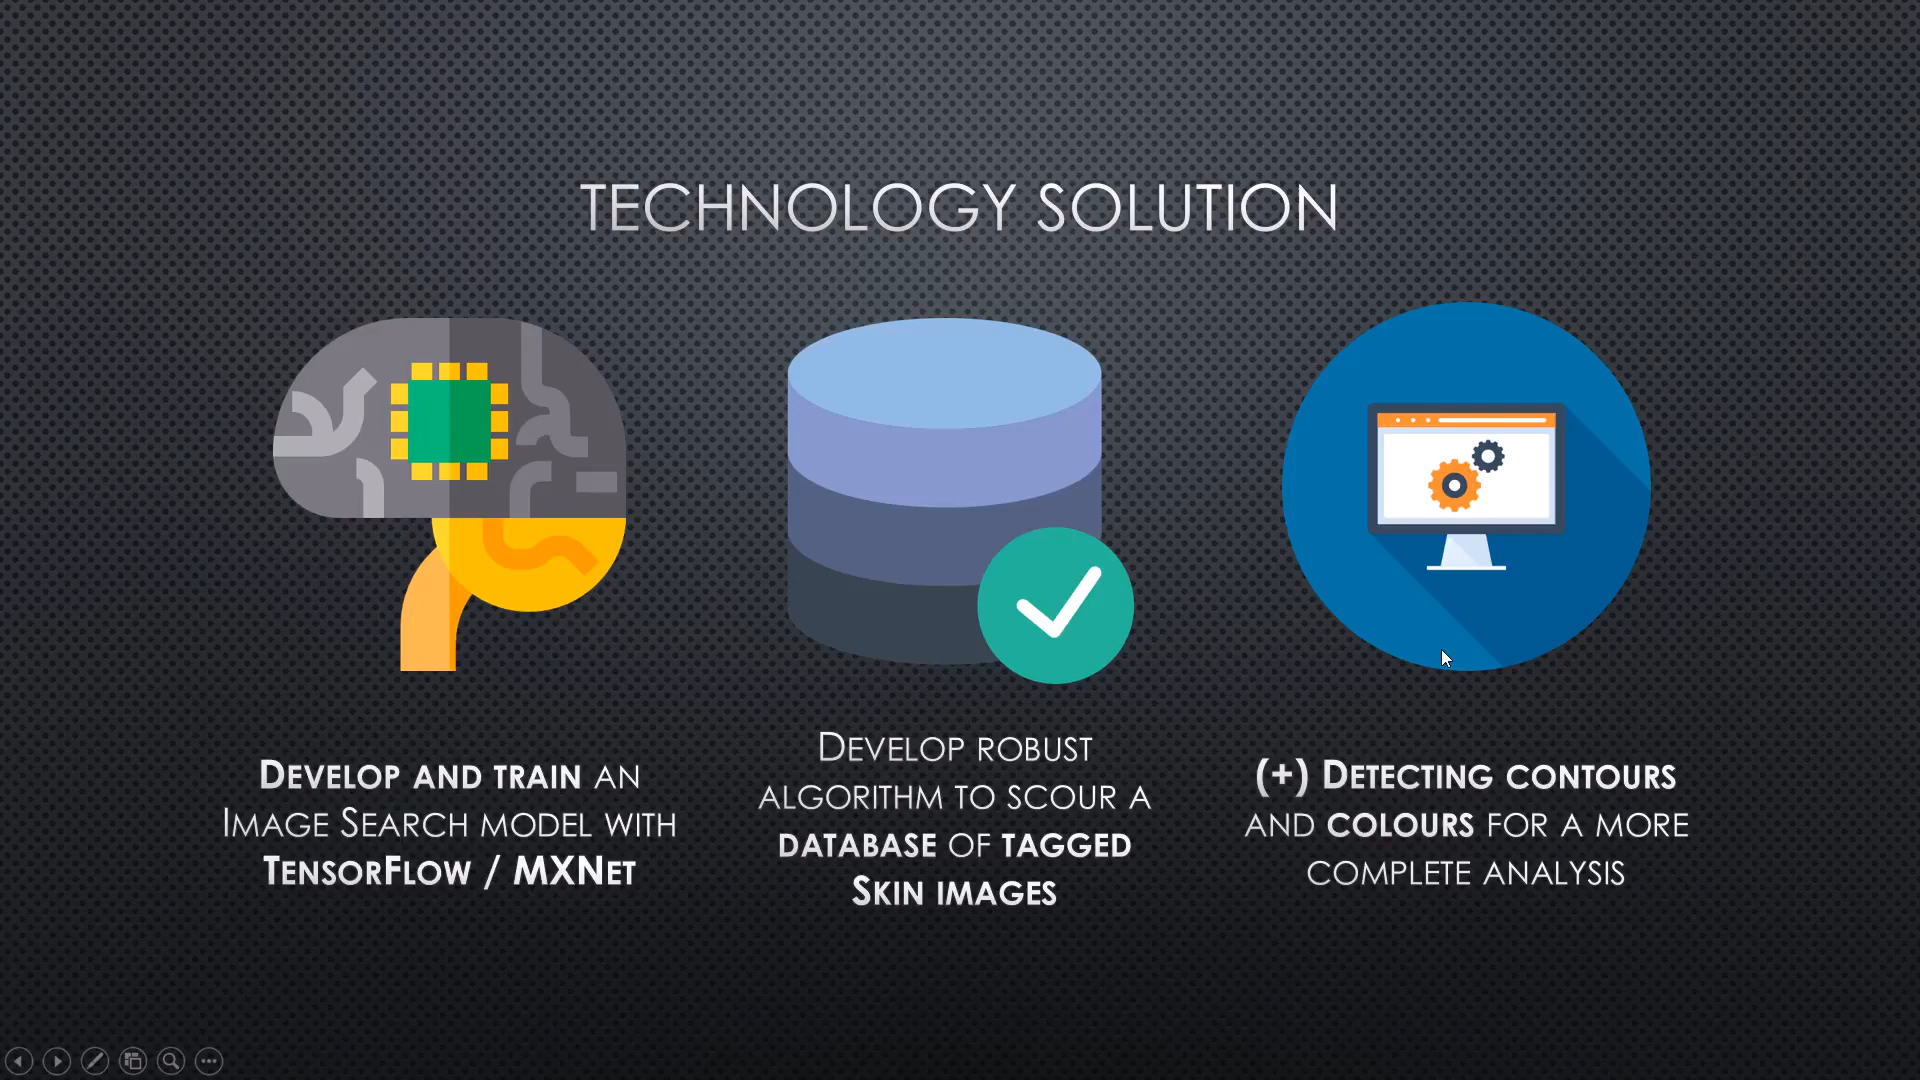 TECHNOLOGY SOLUTION
DEVELOP AND TRAIN AN
IMAGE SEARCH MODEL WITH
TENSORFLOW / MXNET
DEVELOP ROBUST
ALGORITHM TO SCOUR A
DATABASE OF TAGGED
SKIN IMAGES
(+) DETECTING CONTOURS
AND COLOURS FOR A MORE
COMPLETE ANALYSIS